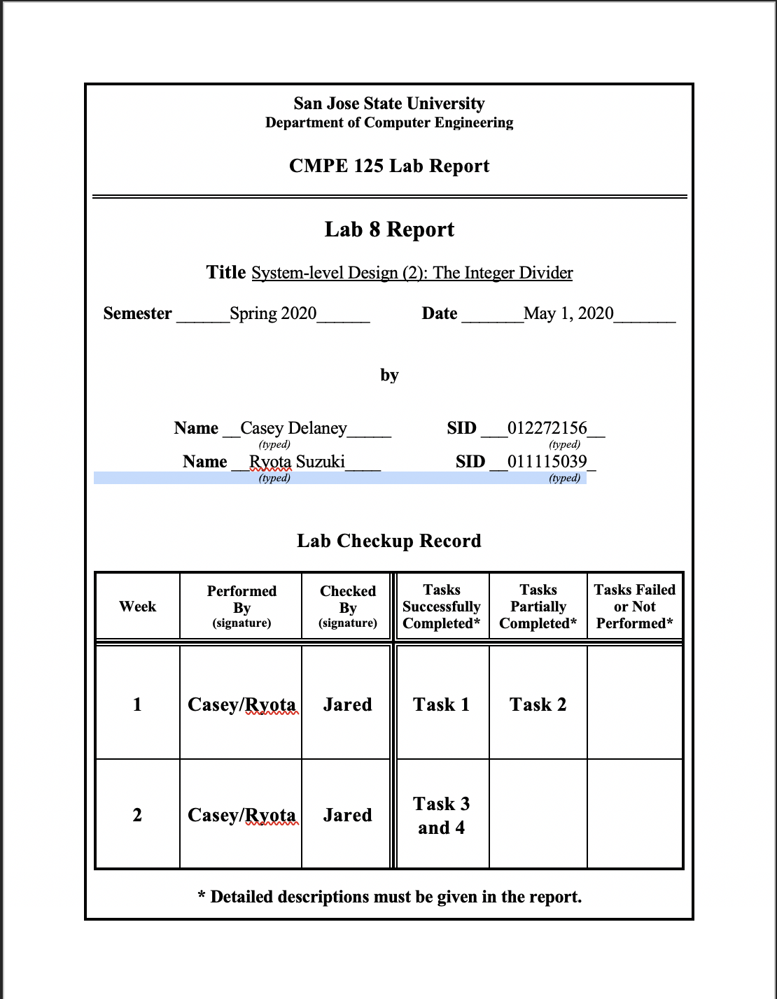 San Jose State University
Department of Computer Engineering
CMPE 125 Lab Report
Lab 8 Report
Title System-level Design (2): The Integer Divider
Semester ______Spring 2020______ Date _______May 1, 2020_______
by
Name __Casey Delaney_____ SID ___012272156__
(typed) (typed)
Name __Ryota Suzuki____ SID __011115039_
(typed) (typed)
Lab Checkup Record
Week Performed By (signature) Checked By (signature) Tasks Successfully Completed* Tasks Partially Completed* Tasks Failed or Not Performed*
1 Casey/Ryota Jared Task 1 Task 2
2 Casey/Ryota Jared Task 3 and 4
* Detailed descriptions must be given in the report.